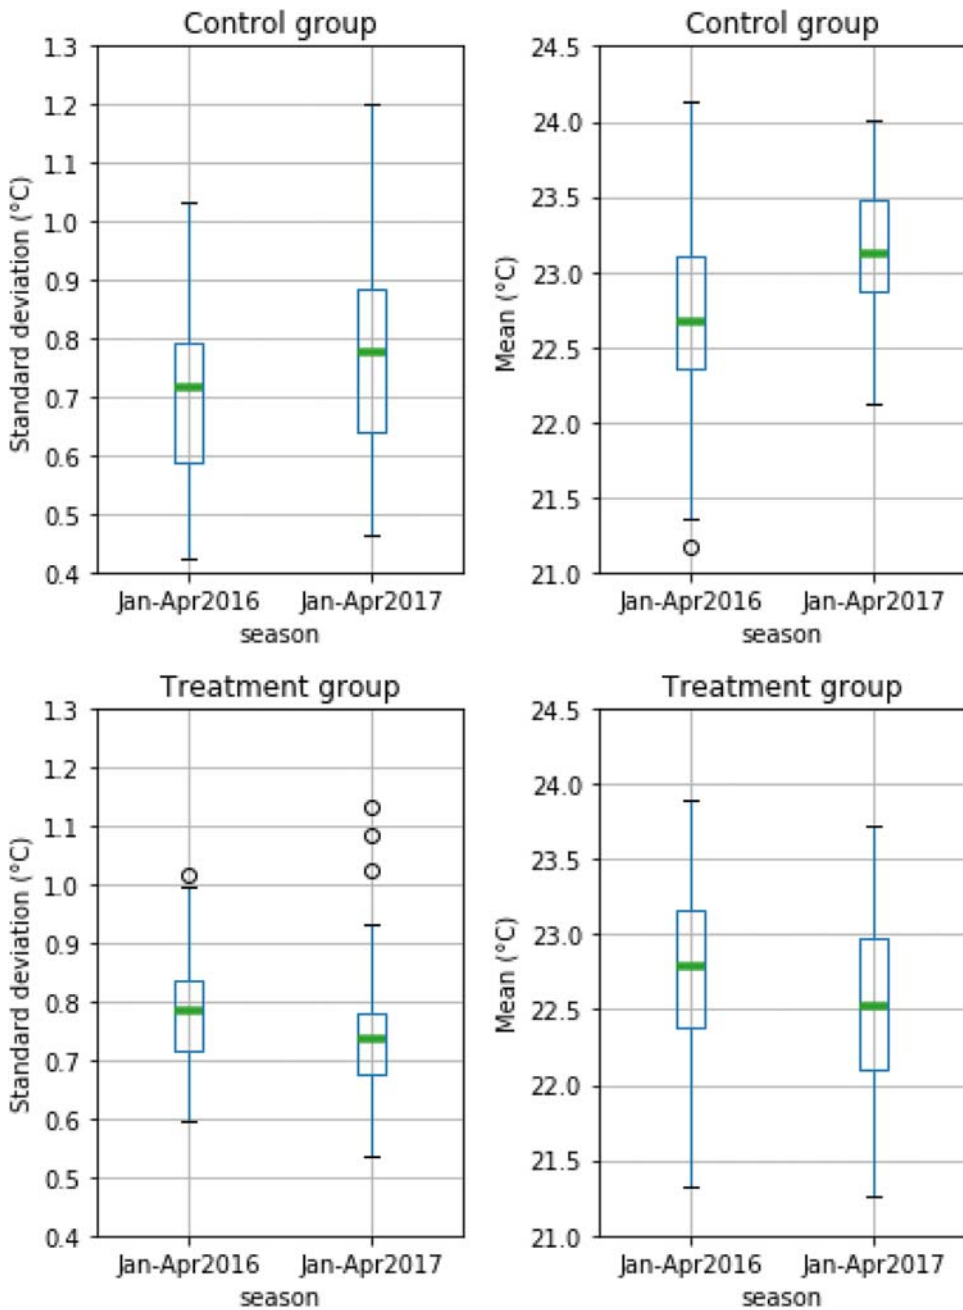 Control group
Standard deviation (°C)
1.3
1.2
1.1
1.0
0.9
0.8
0.7
0.6
0.5
0.4
Jan-Apr2016 Jan-Apr2017
season
Control group
Mean (°C)
24.5
24.0
23.5
23.0
22.5
22.0
21.5
21.0
Jan-Apr2016 Jan-Apr2017
season
Treatment group
Standard deviation (°C)
1.3
1.2
1.1
1.0
0.9
0.8
0.7
0.6
0.5
0.4
Jan-Apr2016 Jan-Apr2017
season
Treatment group
Mean (°C)
24.5
24.0
23.5
23.0
22.5
22.0
21.5
21.0
Jan-Apr2016 Jan-Apr2017
season